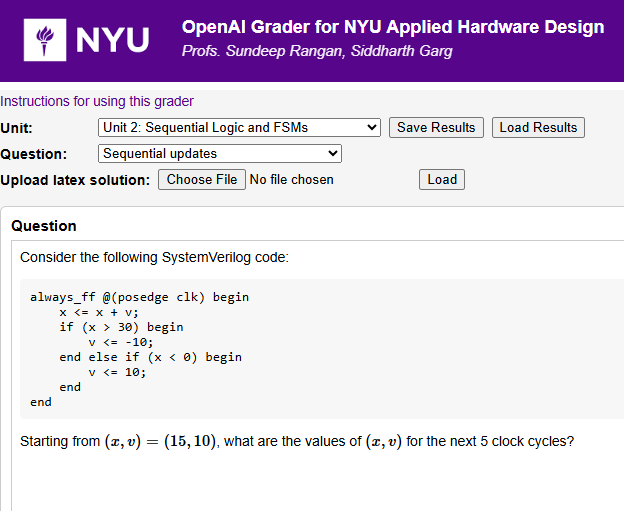 NYU
OpenAI Grader for NYU Applied Hardware Design
Profs. Sundeep Rangan, Siddharth Garg
Instructions for using this grader
Unit: Unit 2: Sequential Logic and FSMs Save Results Load Results
Question: Sequential updates
Upload latex solution: Choose File No file chosen Load
Question
Consider the following SystemVerilog code:
always_ff @(posedge clk) begin
    x <= x + v;
    if (x > 30) begin
        v <= -10;
    end else if (x < 0) begin
        v <= 10;
    end
end
Starting from (x, v) = (15, 10), what are the values of (x, v) for the next 5 clock cycles?